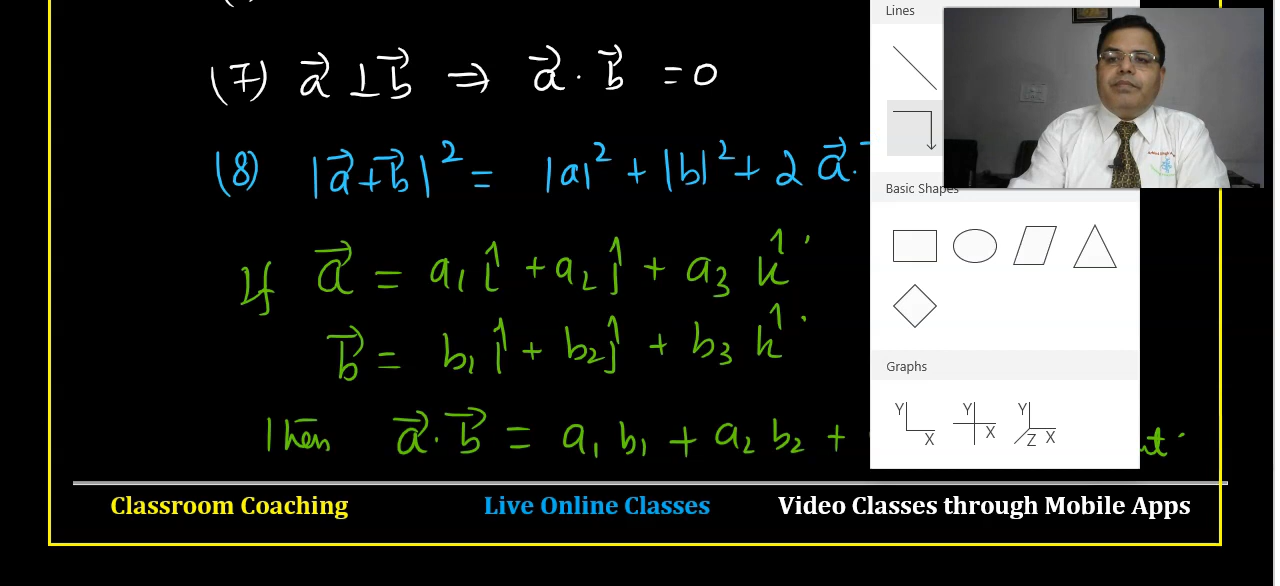 Lines
(7) a⃗ ⊥ b⃗ ⇒ a⃗ · b⃗ = 0
(8) |a⃗+b⃗|² = |a|² + |b|² + 2 a⃗.
Basic Shapes
If a⃗ = a₁ î + a₂ ĵ + a₃ k̂
b⃗ = b₁ î + b₂ ĵ + b₃ k̂
Then a⃗ · b⃗ = a₁ b₁ + a₂ b₂ +
Graphs
Y X Y X Y Z X
Classroom Coaching Live Online Classes Video Classes through Mobile Apps